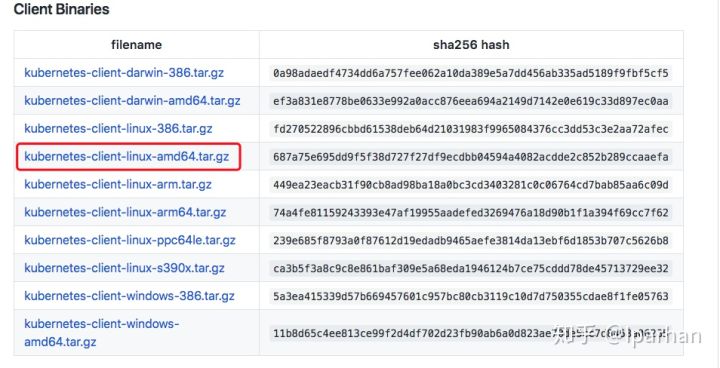 Client Binaries
filename sha256 hash
kubernetes-client-darwin-386.tar.gz 0a98adaedf4734dd6a757fee062a10da389e5a7dd456ab335ad5189f9fbf5cf5
kubernetes-client-darwin-amd64.tar.gz ef3a831e8778be0633e992a0acc876eea694a2149d7142e0e619c33d897ec0aa
kubernetes-client-linux-386.tar.gz fd270522896cbbd61538deb64d21031983f9965084376cc3dd53c3e2aa72afec
kubernetes-client-linux-amd64.tar.gz 687a75e695dd9f5f38d727f27df9ecdbb04594a4082acdde2c852b289ccaaefa
kubernetes-client-linux-arm.tar.gz 449ea23eacb31f90cb8ad98ba18a0bc3cd3403281c0c06764cd7bab85aa6c09d
kubernetes-client-linux-arm64.tar.gz 74a4fe81159243393e47af19955aadefed3269476a18d90b1f1a394f69cc7f62
kubernetes-client-linux-ppc64le.tar.gz 239e685f8793a0f87612d19edadb9465aefe3814da13ebf6d1853b707c5626b8
kubernetes-client-linux-s390x.tar.gz ca3b5f3a8c9c8e861baf309e5a68eda1946124b7ce75cddd78de45713729ee32
kubernetes-client-windows-386.tar.gz 5a3ea415339d57b669457601c957bc80cb3119c10d7d750355cdae8f1fe05763
kubernetes-client-windows-
amd64.tar.gz
知乎 @iparhan